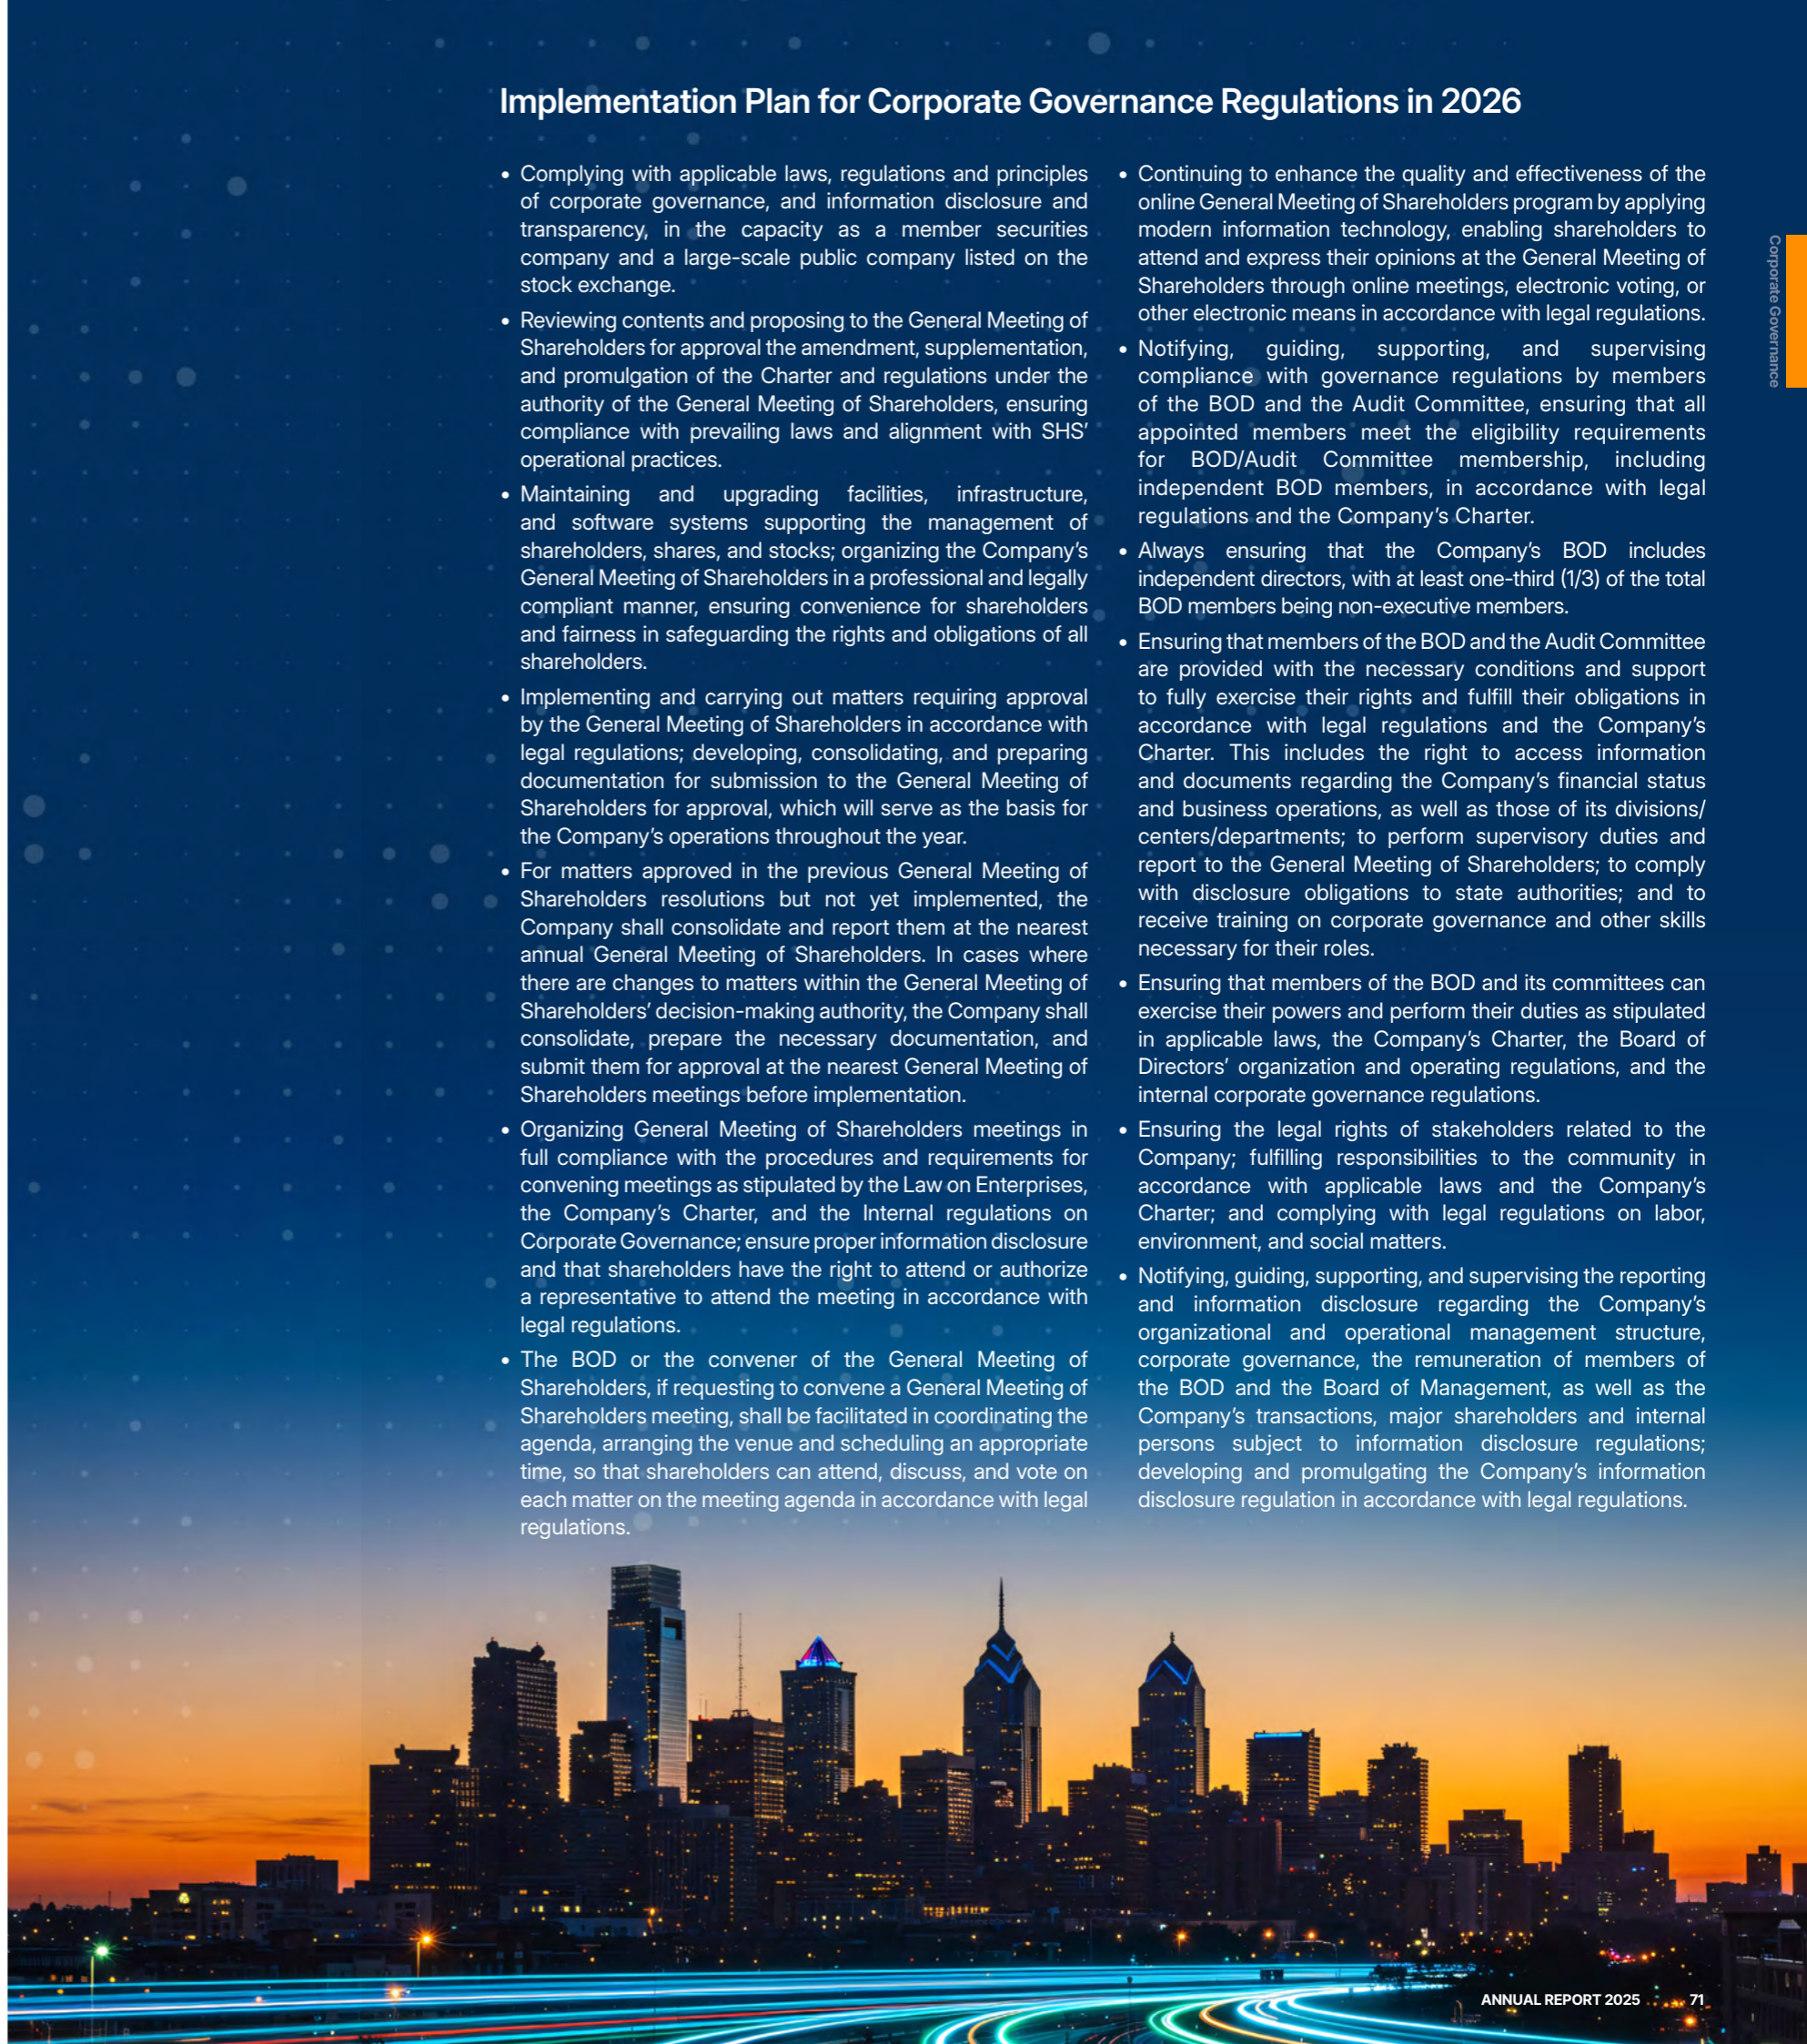 Implementation Plan for Corporate Governance Regulations in 2026
• Complying with applicable laws, regulations and principles
of corporate governance, and information disclosure and
transparency, in the capacity as a member securities
company and a large-scale public company listed on the
stock exchange.
• Reviewing contents and proposing to the General Meeting of
Shareholders for approval the amendment, supplementation,
and promulgation of the Charter and regulations under the
authority of the General Meeting of Shareholders, ensuring
compliance with prevailing laws and alignment with SHS’
operational practices.
• Maintaining and upgrading facilities, infrastructure,
and software systems supporting the management of
shareholders, shares, and stocks; organizing the Company’s
General Meeting of Shareholders in a professional and legally
compliant manner, ensuring convenience for shareholders
and fairness in safeguarding the rights and obligations of all
shareholders.
• Implementing and carrying out matters requiring approval
by the General Meeting of Shareholders in accordance with
legal regulations; developing, consolidating, and preparing
documentation for submission to the General Meeting of
Shareholders for approval, which will serve as the basis for
the Company’s operations throughout the year.
• For matters approved in the previous General Meeting of
Shareholders resolutions but not yet implemented, the
Company shall consolidate and report them at the nearest
annual General Meeting of Shareholders. In cases where
there are changes to matters within the General Meeting of
Shareholders’ decision-making authority, the Company shall
consolidate, prepare the necessary documentation, and
submit them for approval at the nearest General Meeting of
Shareholders meetings before implementation.
• Organizing General Meeting of Shareholders meetings in
full compliance with the procedures and requirements for
convening meetings as stipulated by the Law on Enterprises,
the Company’s Charter, and the Internal regulations on
Corporate Governance; ensure proper information disclosure
and that shareholders have the right to attend or authorize
a representative to attend the meeting in accordance with
legal regulations.
• The BOD or the convener of the General Meeting of
Shareholders, if requesting to convene a General Meeting of
Shareholders meeting, shall be facilitated in coordinating the
agenda, arranging the venue and scheduling an appropriate
time, so that shareholders can attend, discuss, and vote on
each matter on the meeting agenda in accordance with legal
regulations.
• Continuing to enhance the quality and effectiveness of the
online General Meeting of Shareholders program by applying
modern information technology, enabling shareholders to
attend and express their opinions at the General Meeting of
Shareholders through online meetings, electronic voting, or
other electronic means in accordance with legal regulations.
• Notifying, guiding, supporting, and supervising
compliance with governance regulations by members
of the BOD and the Audit Committee, ensuring that all
appointed members meet the eligibility requirements
for BOD/Audit Committee membership, including
independent BOD members, in accordance with legal
regulations and the Company’s Charter.
• Always ensuring that the Company’s BOD includes
independent directors, with at least one-third (1/3) of the total
BOD members being non-executive members.
• Ensuring that members of the BOD and the Audit Committee
are provided with the necessary conditions and support
to fully exercise their rights and fulfill their obligations in
accordance with legal regulations and the Company’s
Charter. This includes the right to access information
and documents regarding the Company’s financial status
and business operations, as well as those of its divisions/
centers/departments; to perform supervisory duties and
report to the General Meeting of Shareholders; to comply
with disclosure obligations to state authorities; and to
receive training on corporate governance and other skills
necessary for their roles.
• Ensuring that members of the BOD and its committees can
exercise their powers and perform their duties as stipulated
in applicable laws, the Company’s Charter, the Board of
Directors’ organization and operating regulations, and the
internal corporate governance regulations.
• Ensuring the legal rights of stakeholders related to the
Company; fulfilling responsibilities to the community in
accordance with applicable laws and the Company’s
Charter; and complying with legal regulations on labor,
environment, and social matters.
• Notifying, guiding, supporting, and supervising the reporting
and information disclosure regarding the Company’s
organizational and operational management structure,
corporate governance, the remuneration of members of
the BOD and the Board of Management, as well as the
Company’s transactions, major shareholders and internal
persons subject to information disclosure regulations;
developing and promulgating the Company’s information
disclosure regulation in accordance with legal regulations.
Corporate Governance
ANNUAL REPORT 2025 71